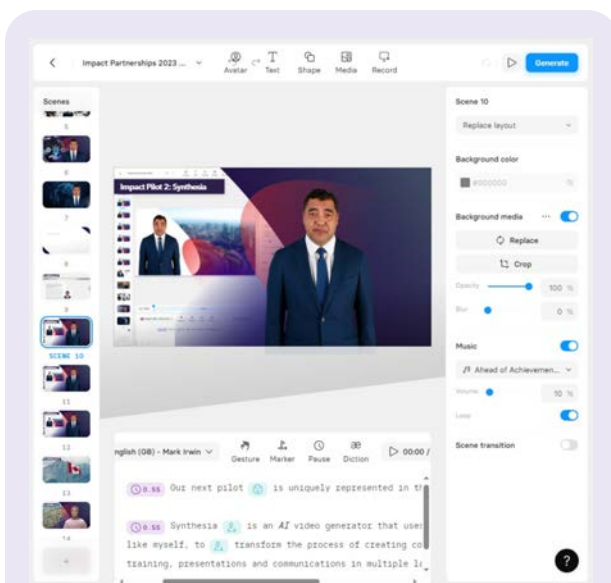 Impact Partnerships 2023 ...
Avatar
Text
Shape
Media
Record
Generate
Scenes
5
6
7
8
9
SCENE 10
11
12
13
14
Impact Pilot 2: Synthesia
Scene 10
Replace layout
Background color
#000000
Background media
Replace
Crop
Opacity
100 %
Blur
0 %
Music
Ahead of Achievemen...
Volume
10 %
Loop
Scene transition
nglish (GB) - Mark Irwin
Gesture
Marker
Pause
Diction
00:00 /
0.55 Our next pilot is uniquely represented in th
0.55 Synthesia is an AI video generator that uses
like myself, to transform the process of creating co
training, presentations and communications in multiple l
?